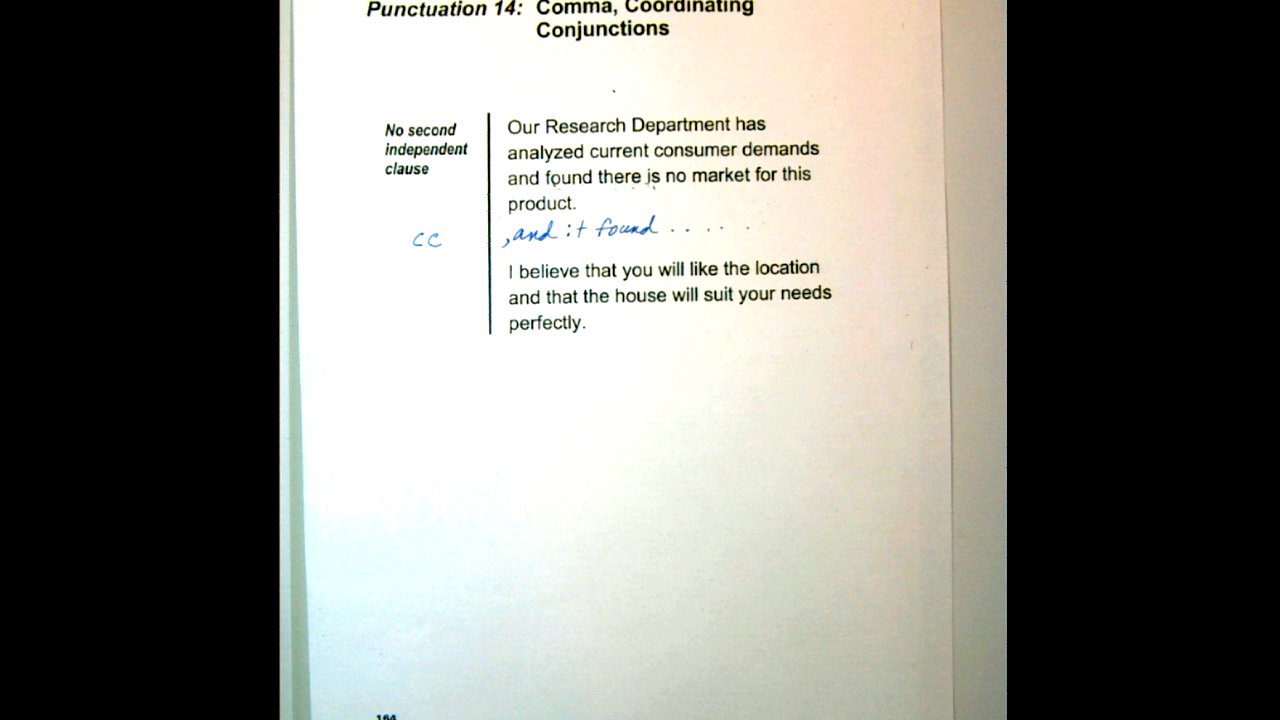 Punctuation 14: Comma, Coordinating
Conjunctions
No second
independent
clause
Our Research Department has
analyzed current consumer demands
and found there is no market for this
product.
cc
, and it found . . . . .
I believe that you will like the location
and that the house will suit your needs
perfectly.
164